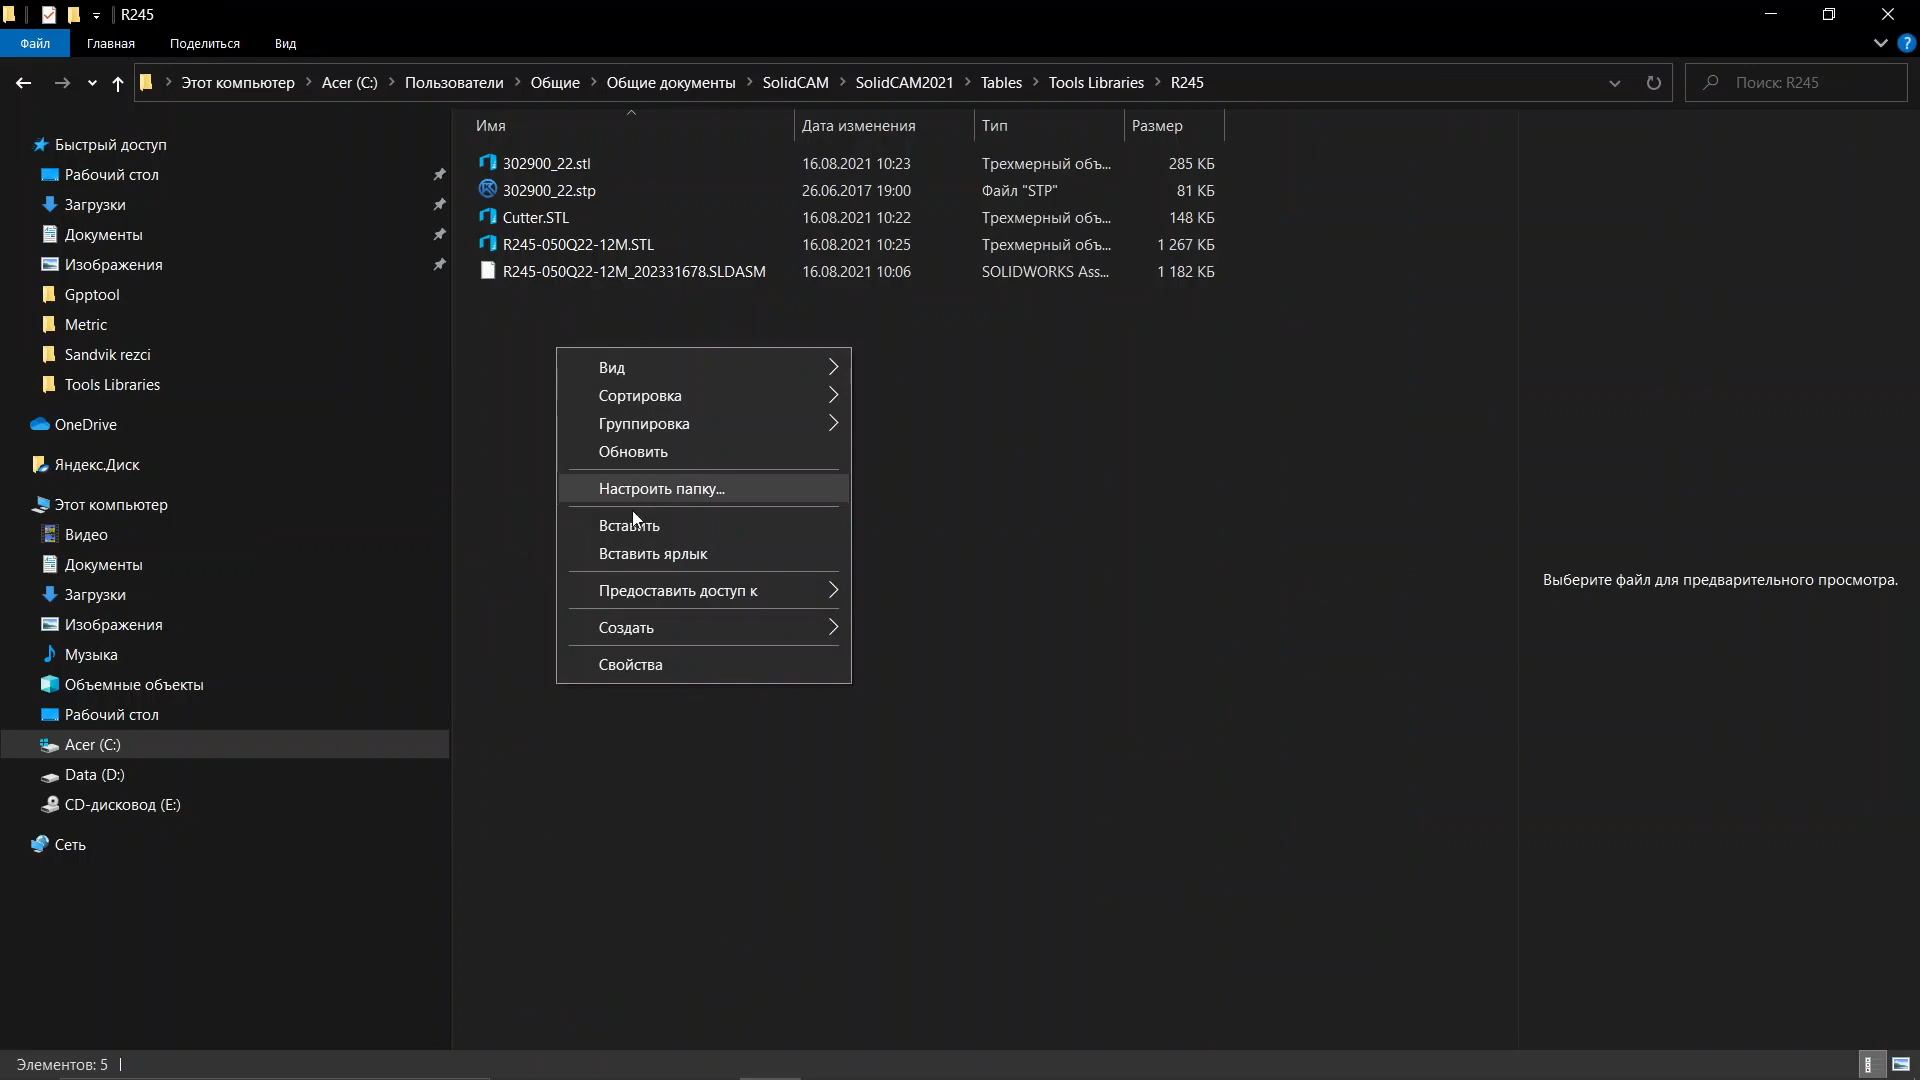 R245
Файл Главная Поделиться Вид
Этот компьютер Acer (C:) Пользователи Общие Общие документы SolidCAM SolidCAM2021 Tables Tools Libraries R245 Поиск: R245
Имя Дата изменения Тип Размер
302900_22.stl 16.08.2021 10:23 Трехмерный объ... 285 КБ
302900_22.stp 26.06.2017 19:00 Файл "STP" 81 КБ
Cutter.STL 16.08.2021 10:22 Трехмерный объ... 148 КБ
R245-050Q22-12M.STL 16.08.2021 10:25 Трехмерный объ... 1 267 КБ
R245-050Q22-12M_202331678.SLDASM 16.08.2021 10:06 SOLIDWORKS Ass... 1 182 КБ
Быстрый доступ
Рабочий стол
Загрузки
Документы
Изображения
Gpptool
Metric
Sandvik rezci
Tools Libraries
OneDrive
Яндекс.Диск
Этот компьютер
Видео
Документы
Загрузки
Изображения
Музыка
Объемные объекты
Рабочий стол
Acer (C:)
Data (D:)
CD-дисковод (E:)
Сеть
Вид
Сортировка
Группировка
Обновить
Настроить папку...
Вставить
Вставить ярлык
Предоставить доступ к
Создать
Свойства
Выберите файл для предварительного просмотра.
Элементов: 5